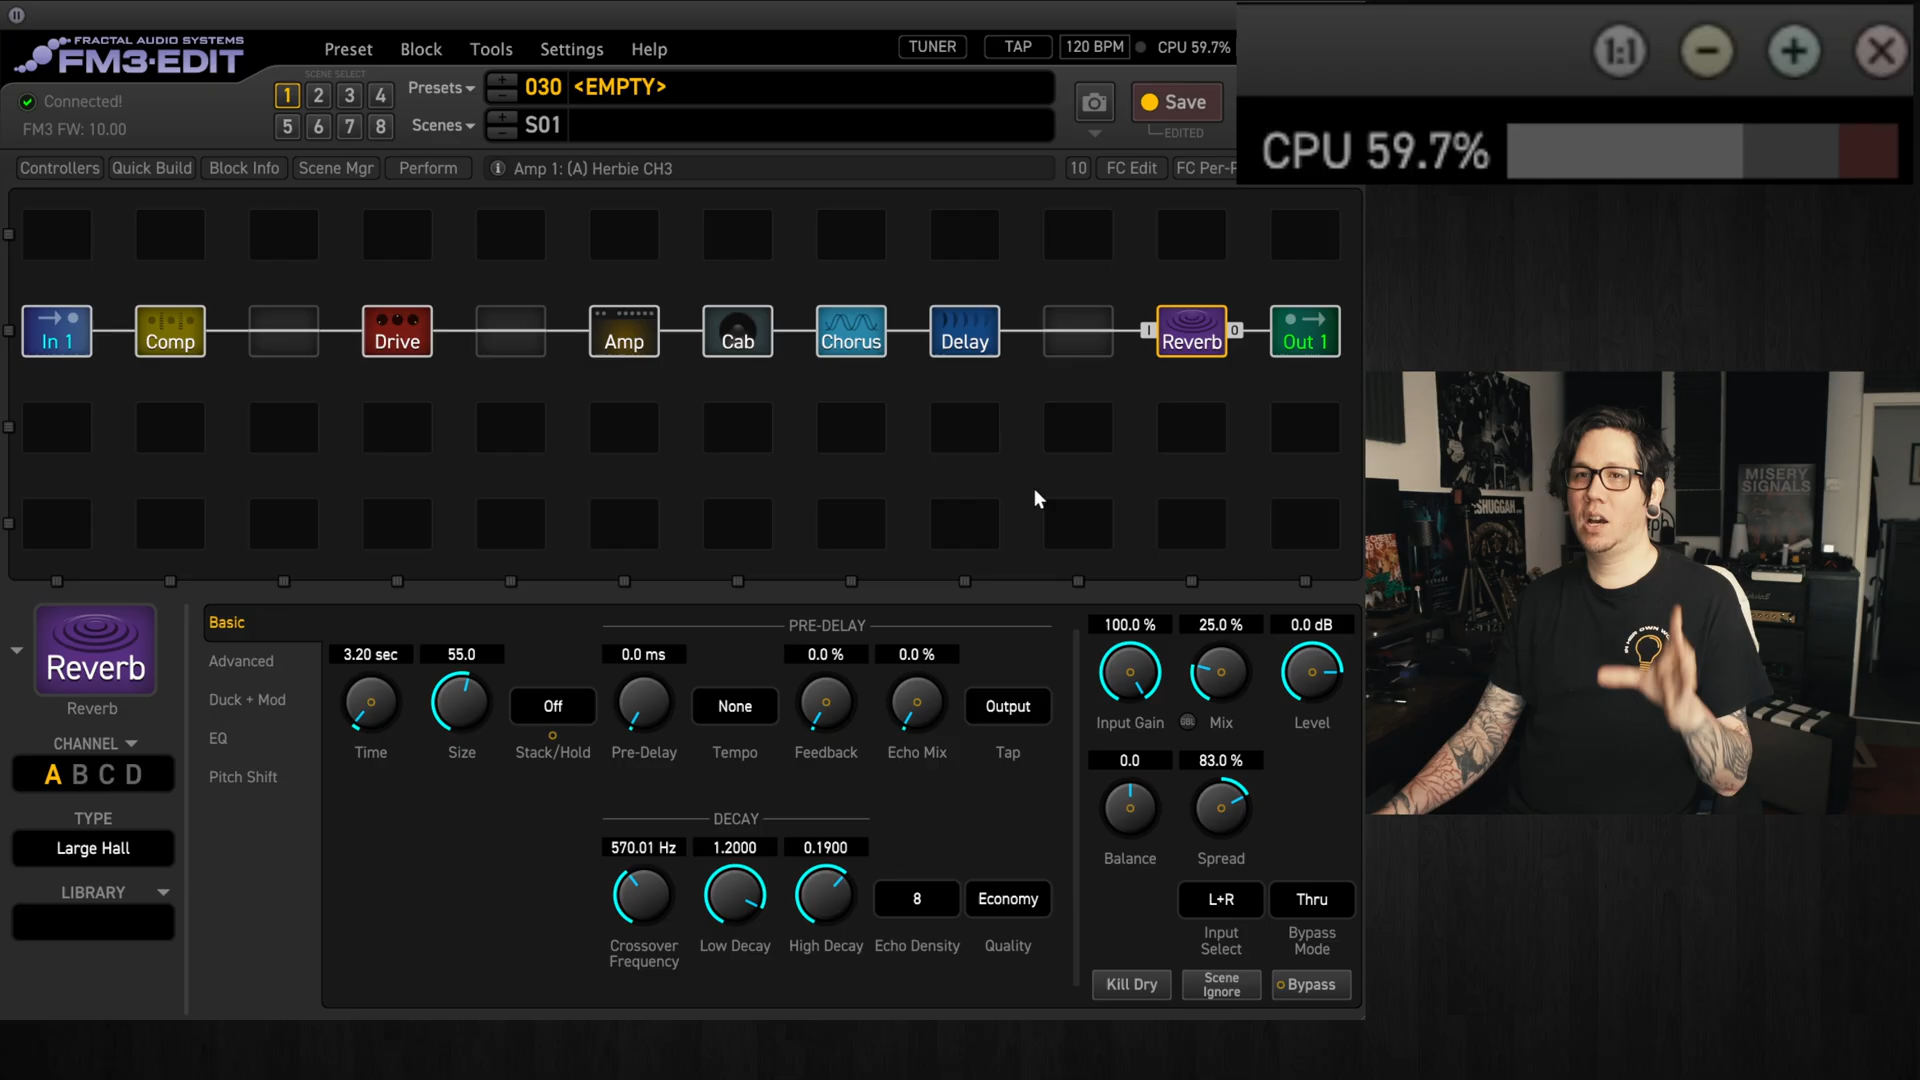 FRACTAL AUDIO SYSTEMS
FM3-EDIT
Preset Block Tools Settings Help
TUNER TAP 120 BPM CPU 59.7%
1:1
CPU 59.7%
Connected!
FM3 FW: 10.00
SCENE SELECT
1 2 3 4
5 6 7 8
Presets 030 <EMPTY>
Scenes S01
Save
EDITED
Controllers Quick Build Block Info Scene Mgr Perform Amp 1: (A) Herbie CH3 10 FC Edit FC Per-P
In 1 Comp Drive Amp Cab Chorus Delay I Reverb O Out 1
MISERY
SIGNALS
Reverb
Reverb
CHANNEL
A B C D
TYPE
Large Hall
LIBRARY
Basic
Advanced
Duck + Mod
EQ
Pitch Shift
PRE-DELAY
3.20 sec 55.0 0.0 ms 0.0 % 0.0 %
Off None Output
Time Size Stack/Hold Pre-Delay Tempo Feedback Echo Mix Tap
DECAY
570.01 Hz 1.2000 0.1900
8 Economy
Crossover
Frequency
Low Decay High Decay Echo Density Quality
100.0 % 25.0 % 0.0 dB
Input Gain GBL Mix Level
0.0 83.0 %
Balance Spread
L+R Thru
Input
Select
Bypass
Mode
Kill Dry Scene
Ignore
Bypass